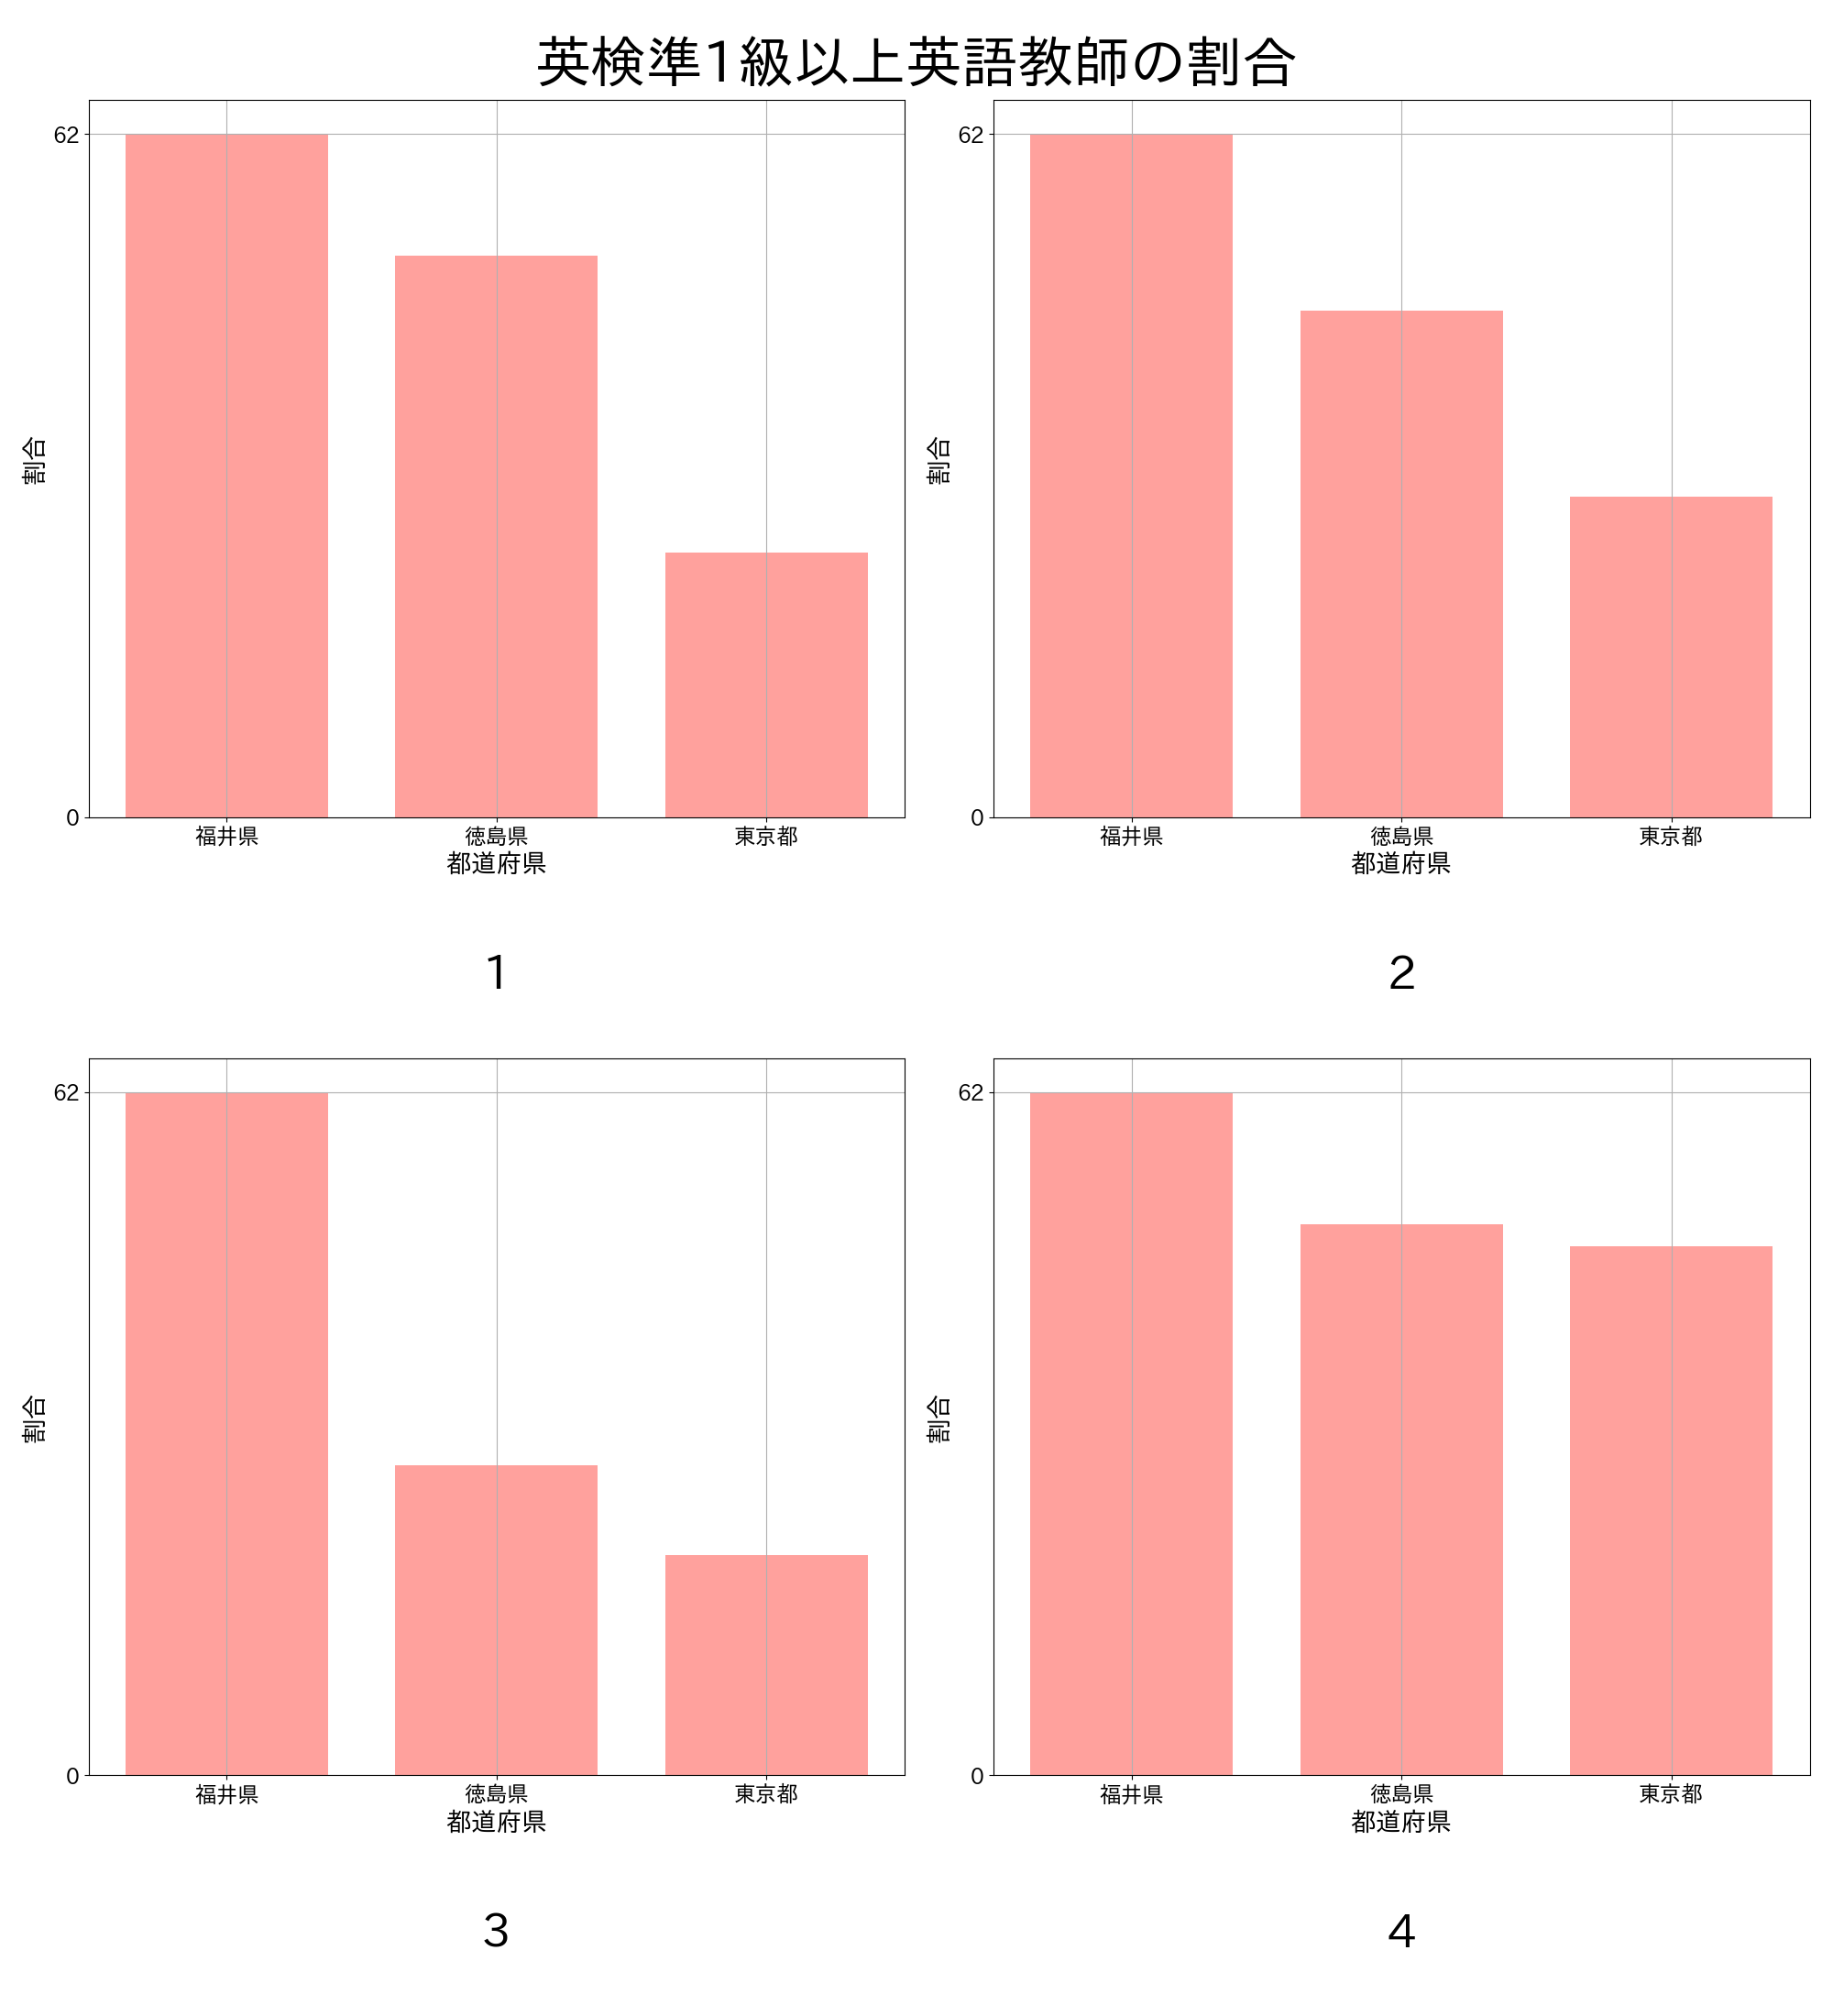 英検準1級以上英語教師の割合
62
割合
0
福井県 徳島県 東京都
都道府県
1
62
割合
0
福井県 徳島県 東京都
都道府県
2
62
割合
0
福井県 徳島県 東京都
都道府県
3
62
割合
0
福井県 徳島県 東京都
都道府県
4